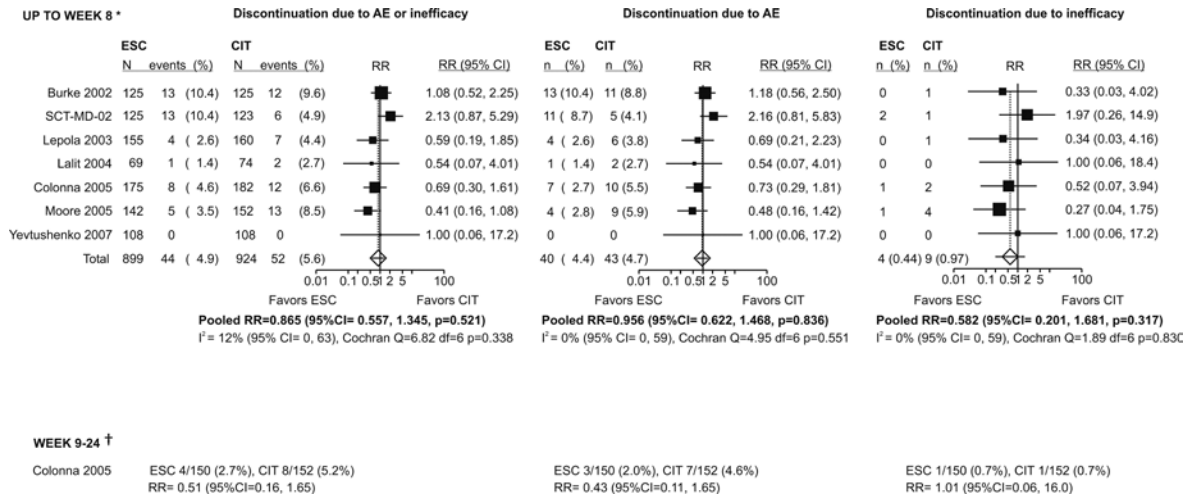 UP TO WEEK 8 * Discontinuation due to AE or inefficacy Discontinuation due to AE Discontinuation due to inefficacy
ESC CIT ESC CIT ESC CIT
N events (%) N events (%) RR RR (95% CI) n (%) n (%) RR RR (95% CI) n (%) n (%) RR RR (95% CI)
Burke 2002 125 13 (10.4) 125 12 (9.6) 1.08 (0.52, 2.25) 13 (10.4) 11 (8.8) 1.18 (0.56, 2.50) 0 1 0.33 (0.03, 4.02)
SCT-MD-02 125 13 (10.4) 123 6 (4.9) 2.13 (0.87, 5.29) 11 ( 8.7) 5 (4.1) 2.16 (0.81, 5.83) 2 1 1.97 (0.26, 14.9)
Lepola 2003 155 4 ( 2.6) 160 7 (4.4) 0.59 (0.19, 1.85) 4 ( 2.6) 6 (3.8) 0.69 (0.21, 2.23) 0 1 0.34 (0.03, 4.16)
Lalit 2004 69 1 ( 1.4) 74 2 (2.7) 0.54 (0.07, 4.01) 1 ( 1.4) 2 (2.7) 0.54 (0.07, 4.01) 0 0 1.00 (0.06, 18.4)
Colonna 2005 175 8 ( 4.6) 182 12 (6.6) 0.69 (0.30, 1.61) 7 ( 2.7) 10 (5.5) 0.73 (0.29, 1.81) 1 2 0.52 (0.07, 3.94)
Moore 2005 142 5 ( 3.5) 152 13 (8.5) 0.41 (0.16, 1.08) 4 ( 2.8) 9 (5.9) 0.48 (0.16, 1.42) 1 4 0.27 (0.04, 1.75)
Yevtushenko 2007 108 0 108 0 1.00 (0.06, 17.2) 0 0 1.00 (0.06, 17.2) 0 0 1.00 (0.06, 17.2)
Total 899 44 ( 4.9) 924 52 (5.6) 40 ( 4.4) 43 (4.7) 4 (0.44) 9 (0.97)
0.1 0.5 1 2 5 100 0.1 0.5 1 2 5 100 0.1 0.5 1 2 5 100
Favors ESC Favors CIT Favors ESC Favors CIT Favors ESC Favors CIT
Pooled RR=0.865 (95%CI= 0.557, 1.345, p=0.521) Pooled RR=0.956 (95%CI= 0.622, 1.468, p=0.836) Pooled RR=0.582 (95%CI= 0.201, 1.681, p=0.317)
I² = 12% (95% CI= 0, 63), Cochran Q=6.82 df=6 p=0.338 I² = 0% (95% CI= 0, 59), Cochran Q=4.95 df=6 p=0.551 I² = 0% (95% CI= 0, 59), Cochran Q=1.89 df=6 p=0.830
WEEK 9-24 †
Colonna 2005 ESC 4/150 (2.7%), CIT 8/152 (5.2%) ESC 3/150 (2.0%), CIT 7/152 (4.6%) ESC 1/150 (0.7%), CIT 1/152 (0.7%)
RR= 0.51 (95%CI=0.16, 1.65) RR= 0.43 (95%CI=0.11, 1.65) RR= 1.01 (95%CI=0.06, 16.0)